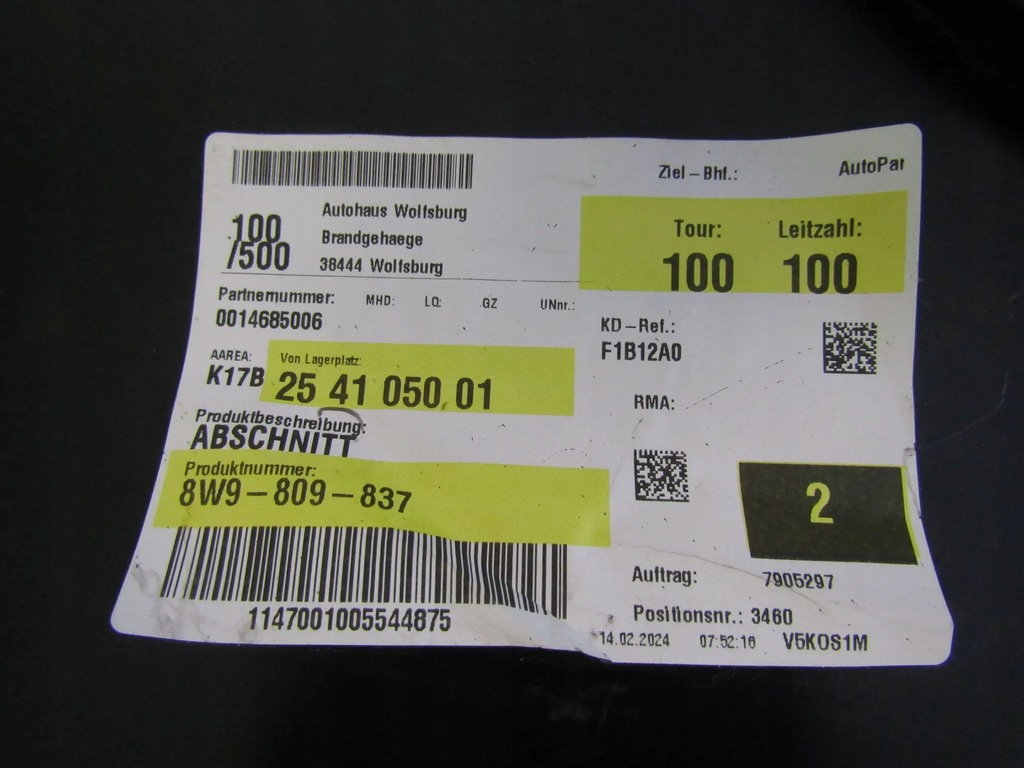 Ziel-Bhf.: AutoPar
100
/500
Autohaus Wolfsburg
Brandgehaege
38444 Wolfsburg
Tour: Leitzahl:
100 100
Partnernummer: MHD: LQ: GZ UNnr.:
0014685006
KD-Ref.:
F1B12A0
AAREA: Von Lagerplatz:
K17B 25 41 050 01
RMA:
Produktbeschreibung:
ABSCHNITT
Produktnummer:
8W9-809-837
2
1147001005544875
Auftrag: 7905297
Positionsnr.: 3460
14.02.2024 07:52:16 V5KOS1M